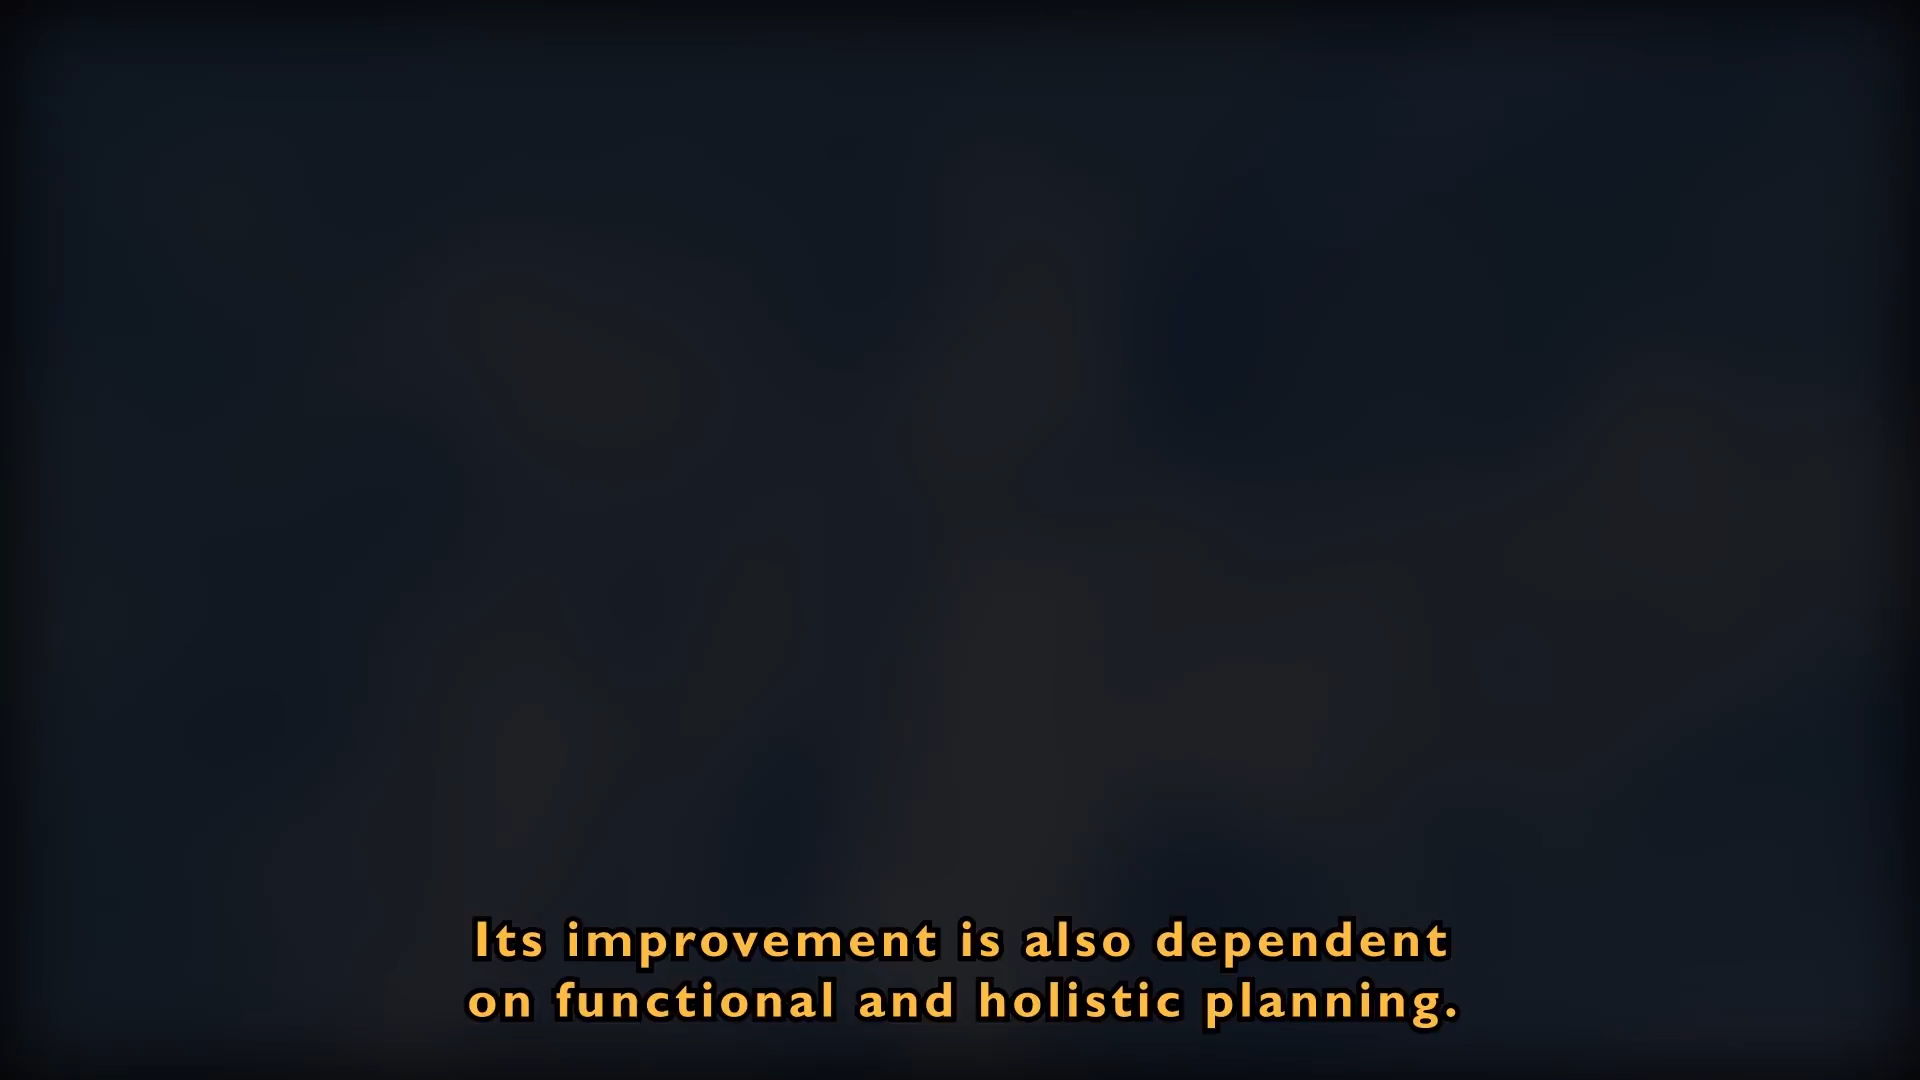 Its improvement is also dependent
on functional and holistic planning.